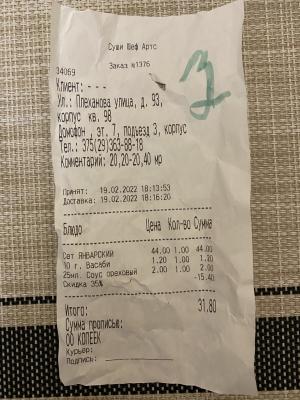 Суши Шеф Артс
Заказ №1376
34069
Клиент: - - -
Ул.: Плеханова улица, д. 93,
корпус кв. 98
Домофон , эт. 7, подъезд 3, корпус
Тел.: 375(29)363-88-18
Комментарий: 20,20-20,40 мр
Принят: 19.02.2022 18:13:53
Доставка: 19.02.2022 18:16:20
Блюдо Цена Кол-во Сумма
Сет ЯНВАРСКИЙ 44.00 1.00 44.00
10 г. Васаби 1.20 1.00 1.20
25мл. Соус ореховый 2.00 1.00 2.00
Скидка 35% -15.40
Итого: 31.80
Сумма прописью:
00 КОПЕЕК
Курьер:
Подпись: